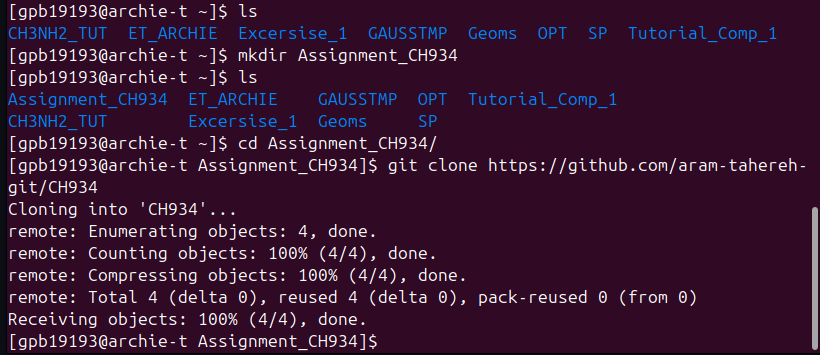 [gpb19193@archie-t ~]$ ls
CH3NH2_TUT  ET_ARCHIE  Excersise_1  GAUSSTMP  Geoms  OPT  SP  Tutorial_Comp_1
[gpb19193@archie-t ~]$ mkdir Assignment_CH934
[gpb19193@archie-t ~]$ ls
Assignment_CH934  ET_ARCHIE    GAUSSTMP  OPT  Tutorial_Comp_1
CH3NH2_TUT        Excersise_1  Geoms     SP
[gpb19193@archie-t ~]$ cd Assignment_CH934/
[gpb19193@archie-t Assignment_CH934]$ git clone https://github.com/aram-tahereh-
git/CH934
Cloning into 'CH934'...
remote: Enumerating objects: 4, done.
remote: Counting objects: 100% (4/4), done.
remote: Compressing objects: 100% (4/4), done.
remote: Total 4 (delta 0), reused 4 (delta 0), pack-reused 0 (from 0)
Receiving objects: 100% (4/4), done.
[gpb19193@archie-t Assignment_CH934]$